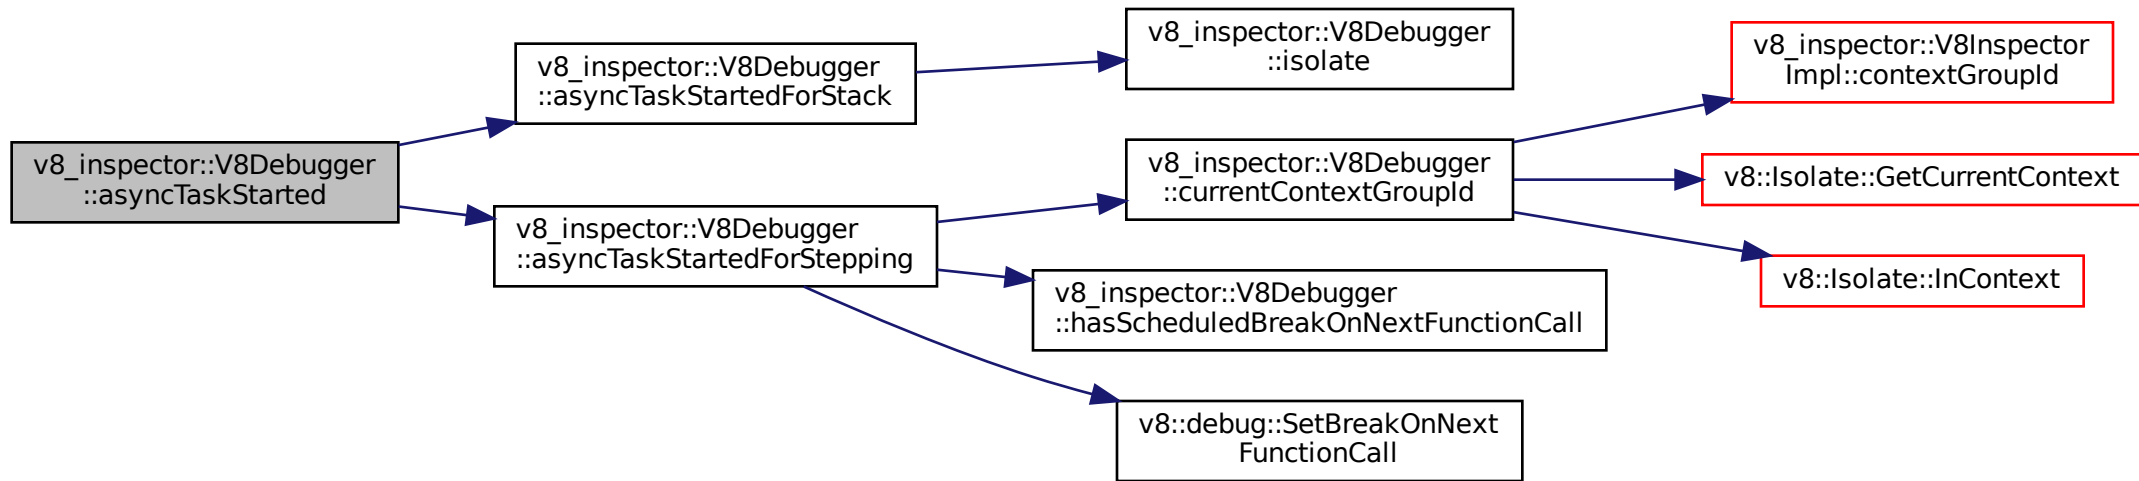 v8_inspector::V8Debugger
::asyncTaskStarted
v8_inspector::V8Debugger
::asyncTaskStartedForStack
v8_inspector::V8Debugger
::isolate
v8_inspector::V8Debugger
::asyncTaskStartedForStepping
v8_inspector::V8Debugger
::currentContextGroupId
v8_inspector::V8Inspector
Impl::contextGroupId
v8::Isolate::GetCurrentContext
v8::Isolate::InContext
v8_inspector::V8Debugger
::hasScheduledBreakOnNextFunctionCall
v8::debug::SetBreakOnNext
FunctionCall